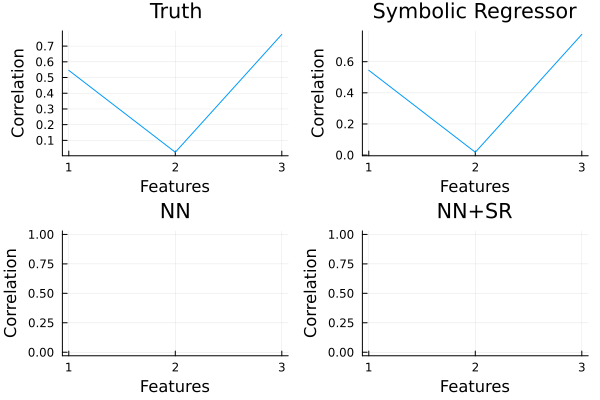 Truth
Correlation
0.7
0.6
0.5
0.4
0.3
0.2
0.1
1
2
3
Features
Symbolic Regressor
Correlation
0.6
0.4
0.2
0.0
1
2
3
Features
NN
Correlation
1.00
0.75
0.50
0.25
0.00
1
2
3
Features
NN+SR
Correlation
1.00
0.75
0.50
0.25
0.00
1
2
3
Features